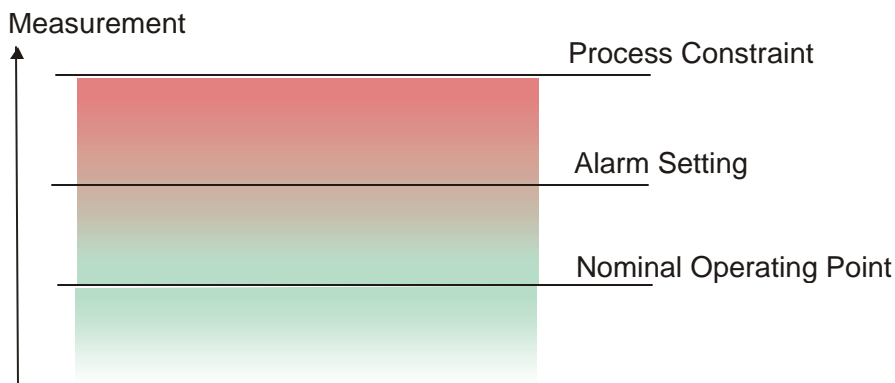 Measurement
Process Constraint
Alarm Setting
Nominal Operating Point